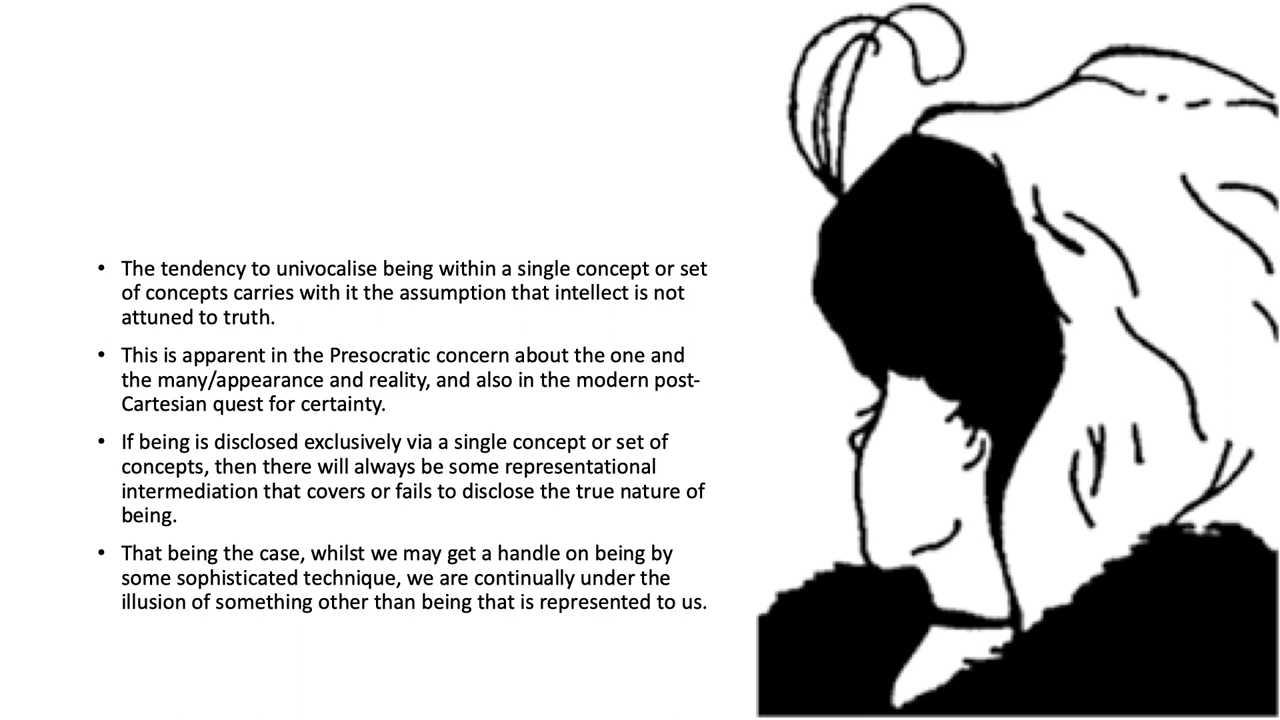 • The tendency to univocalise being within a single concept or set
of concepts carries with it the assumption that intellect is not
attuned to truth.
• This is apparent in the Presocratic concern about the one and
the many/appearance and reality, and also in the modern post-
Cartesian quest for certainty.
• If being is disclosed exclusively via a single concept or set of
concepts, then there will always be some representational
intermediation that covers or fails to disclose the true nature of
being.
• That being the case, whilst we may get a handle on being by
some sophisticated technique, we are continually under the
illusion of something other than being that is represented to us.